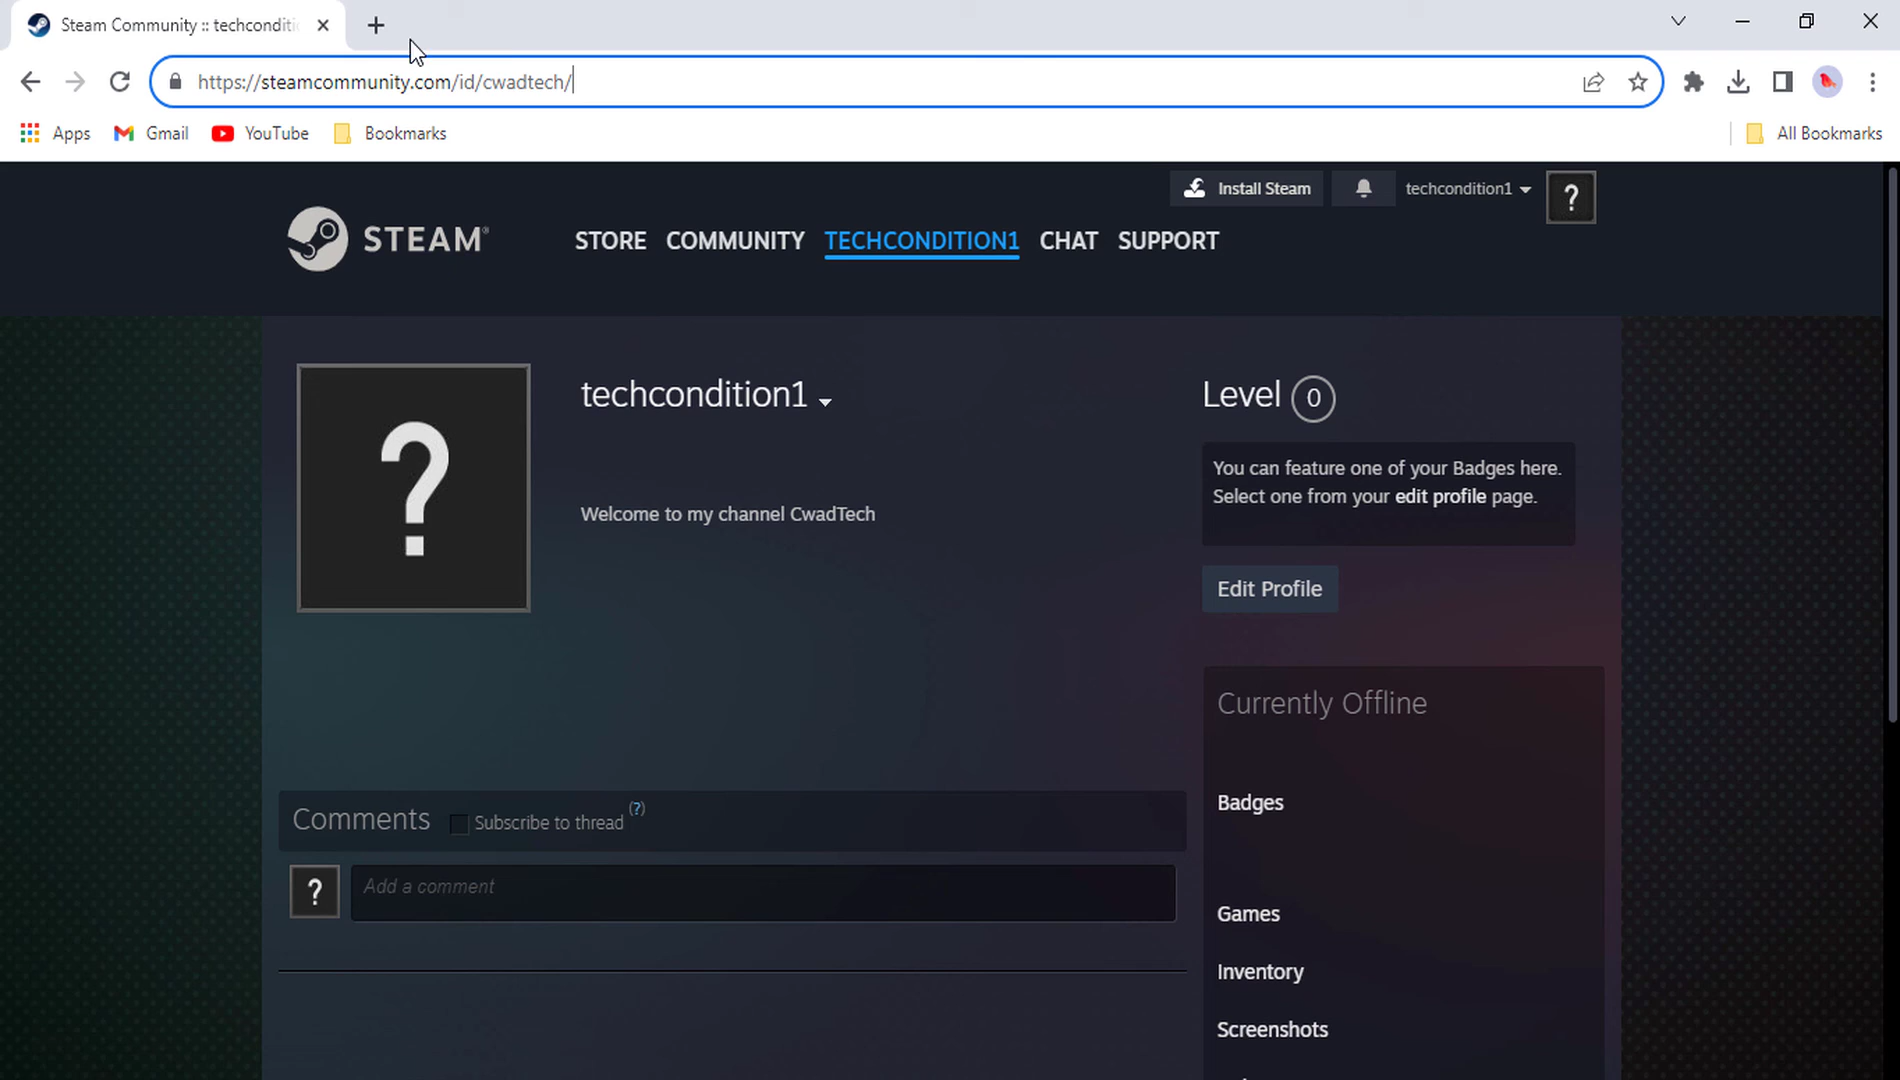 Steam Community :: techconditi
https://steamcommunity.com/id/cwadtech/
Apps Gmail YouTube Bookmarks All Bookmarks
Install Steam techcondition1 ?
STEAM® STORE COMMUNITY TECHCONDITION1 CHAT SUPPORT
? techcondition1 Level 0
You can feature one of your Badges here.
Select one from your edit profile page.
Welcome to my channel CwadTech
Edit Profile
Currently Offline
Badges
Comments Subscribe to thread (?)
? Add a comment
Games
Inventory
Screenshots